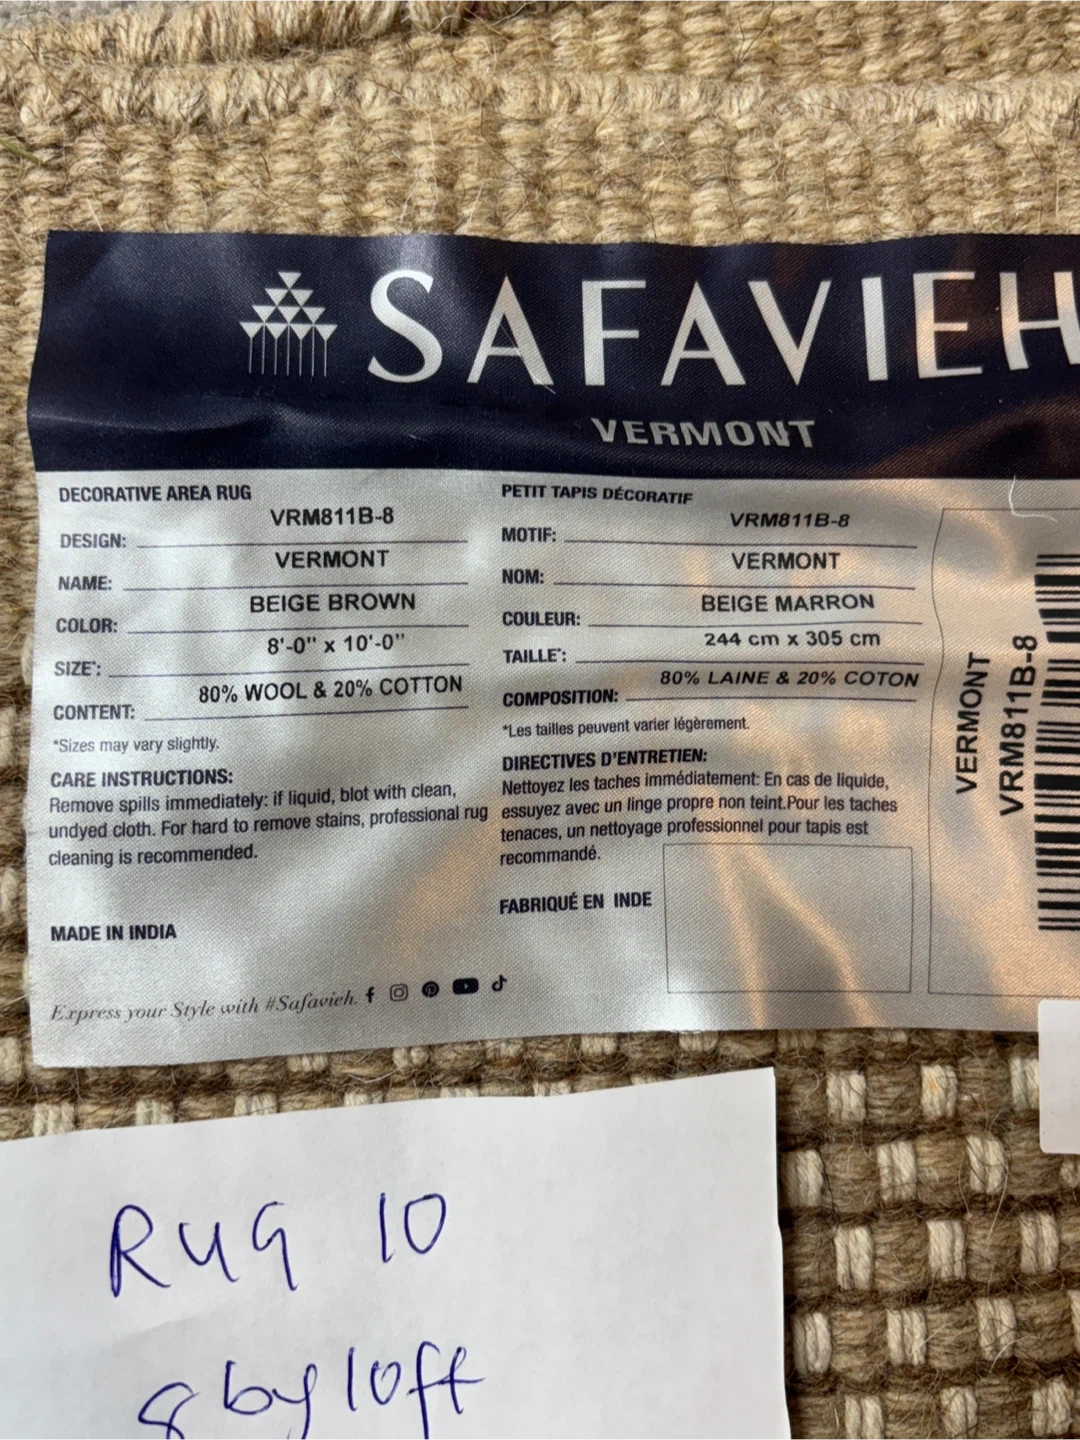 SAFAVIEH
VERMONT
DECORATIVE AREA RUG
DESIGN: VRM811B-8
NAME: VERMONT
COLOR: BEIGE BROWN
SIZE*: 8'-0" x 10'-0"
CONTENT: 80% WOOL & 20% COTTON
*Sizes may vary slightly.
CARE INSTRUCTIONS:
Remove spills immediately: if liquid, blot with clean,
undyed cloth. For hard to remove stains, professional rug
cleaning is recommended.
MADE IN INDIA
Express your Style with #Safavieh.
PETIT TAPIS DÉCORATIF
MOTIF: VRM811B-8
NOM: VERMONT
COULEUR: BEIGE MARRON
TAILLE*: 244 cm x 305 cm
COMPOSITION: 80% LAINE & 20% COTON
*Les tailles peuvent varier légèrement.
DIRECTIVES D'ENTRETIEN:
Nettoyez les taches immédiatement: En cas de liquide,
essuyez avec un linge propre non teint.Pour les taches
tenaces, un nettoyage professionnel pour tapis est
recommandé.
FABRIQUÉ EN INDE
VERMONT
VRM811B-8
RUG 10
8 by 10ft